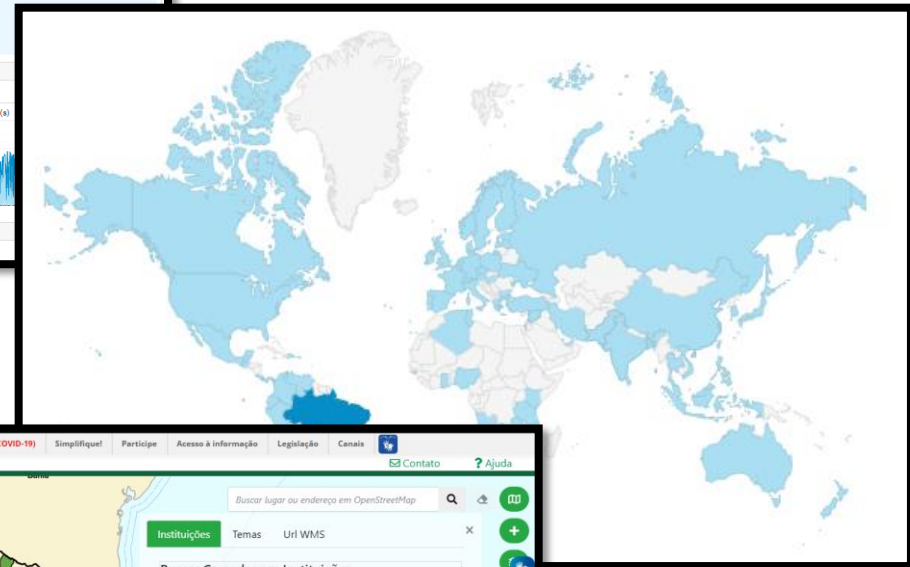 (s)
COVID-19) Simplifique! Participe Acesso à informação Legislação Canais
Contato ? Ajuda
Bahia
Buscar lugar ou endereço em OpenStreetMap
Instituições Temas Url WMS ×